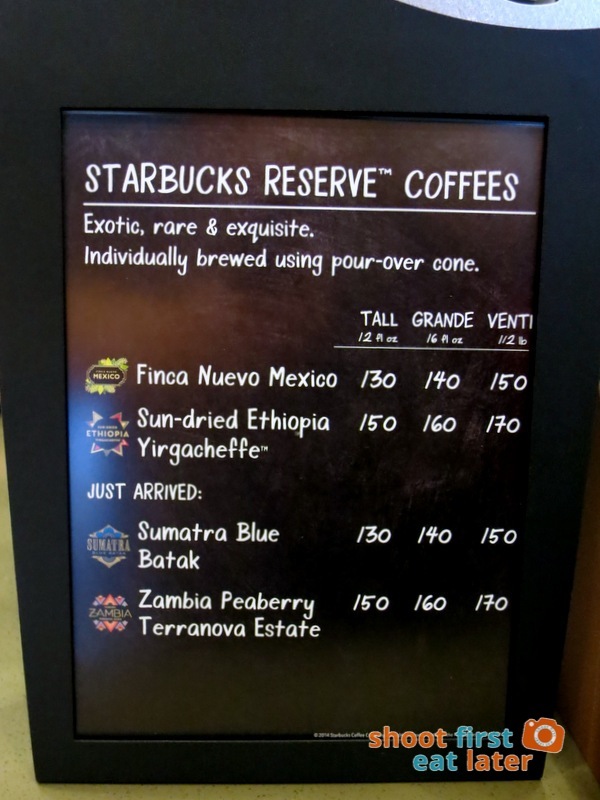 STARBUCKS RESERVE™ COFFEES
Exotic, rare & exquisite.
Individually brewed using pour-over cone.
TALL GRANDE VENTI
12 fl oz 16 fl oz 1/2 lb
MEXICO Finca Nuevo Mexico 130 140 150
ETHIOPIA Sun-dried Ethiopia 150 160 170
Yirgacheffe™
JUST ARRIVED:
SUMATRA Sumatra Blue 130 140 150
Batak
ZAMBIA Zambia Peaberry 150 160 170
Terranova Estate
© 2014 Starbucks Coffee
shoot first
eat later